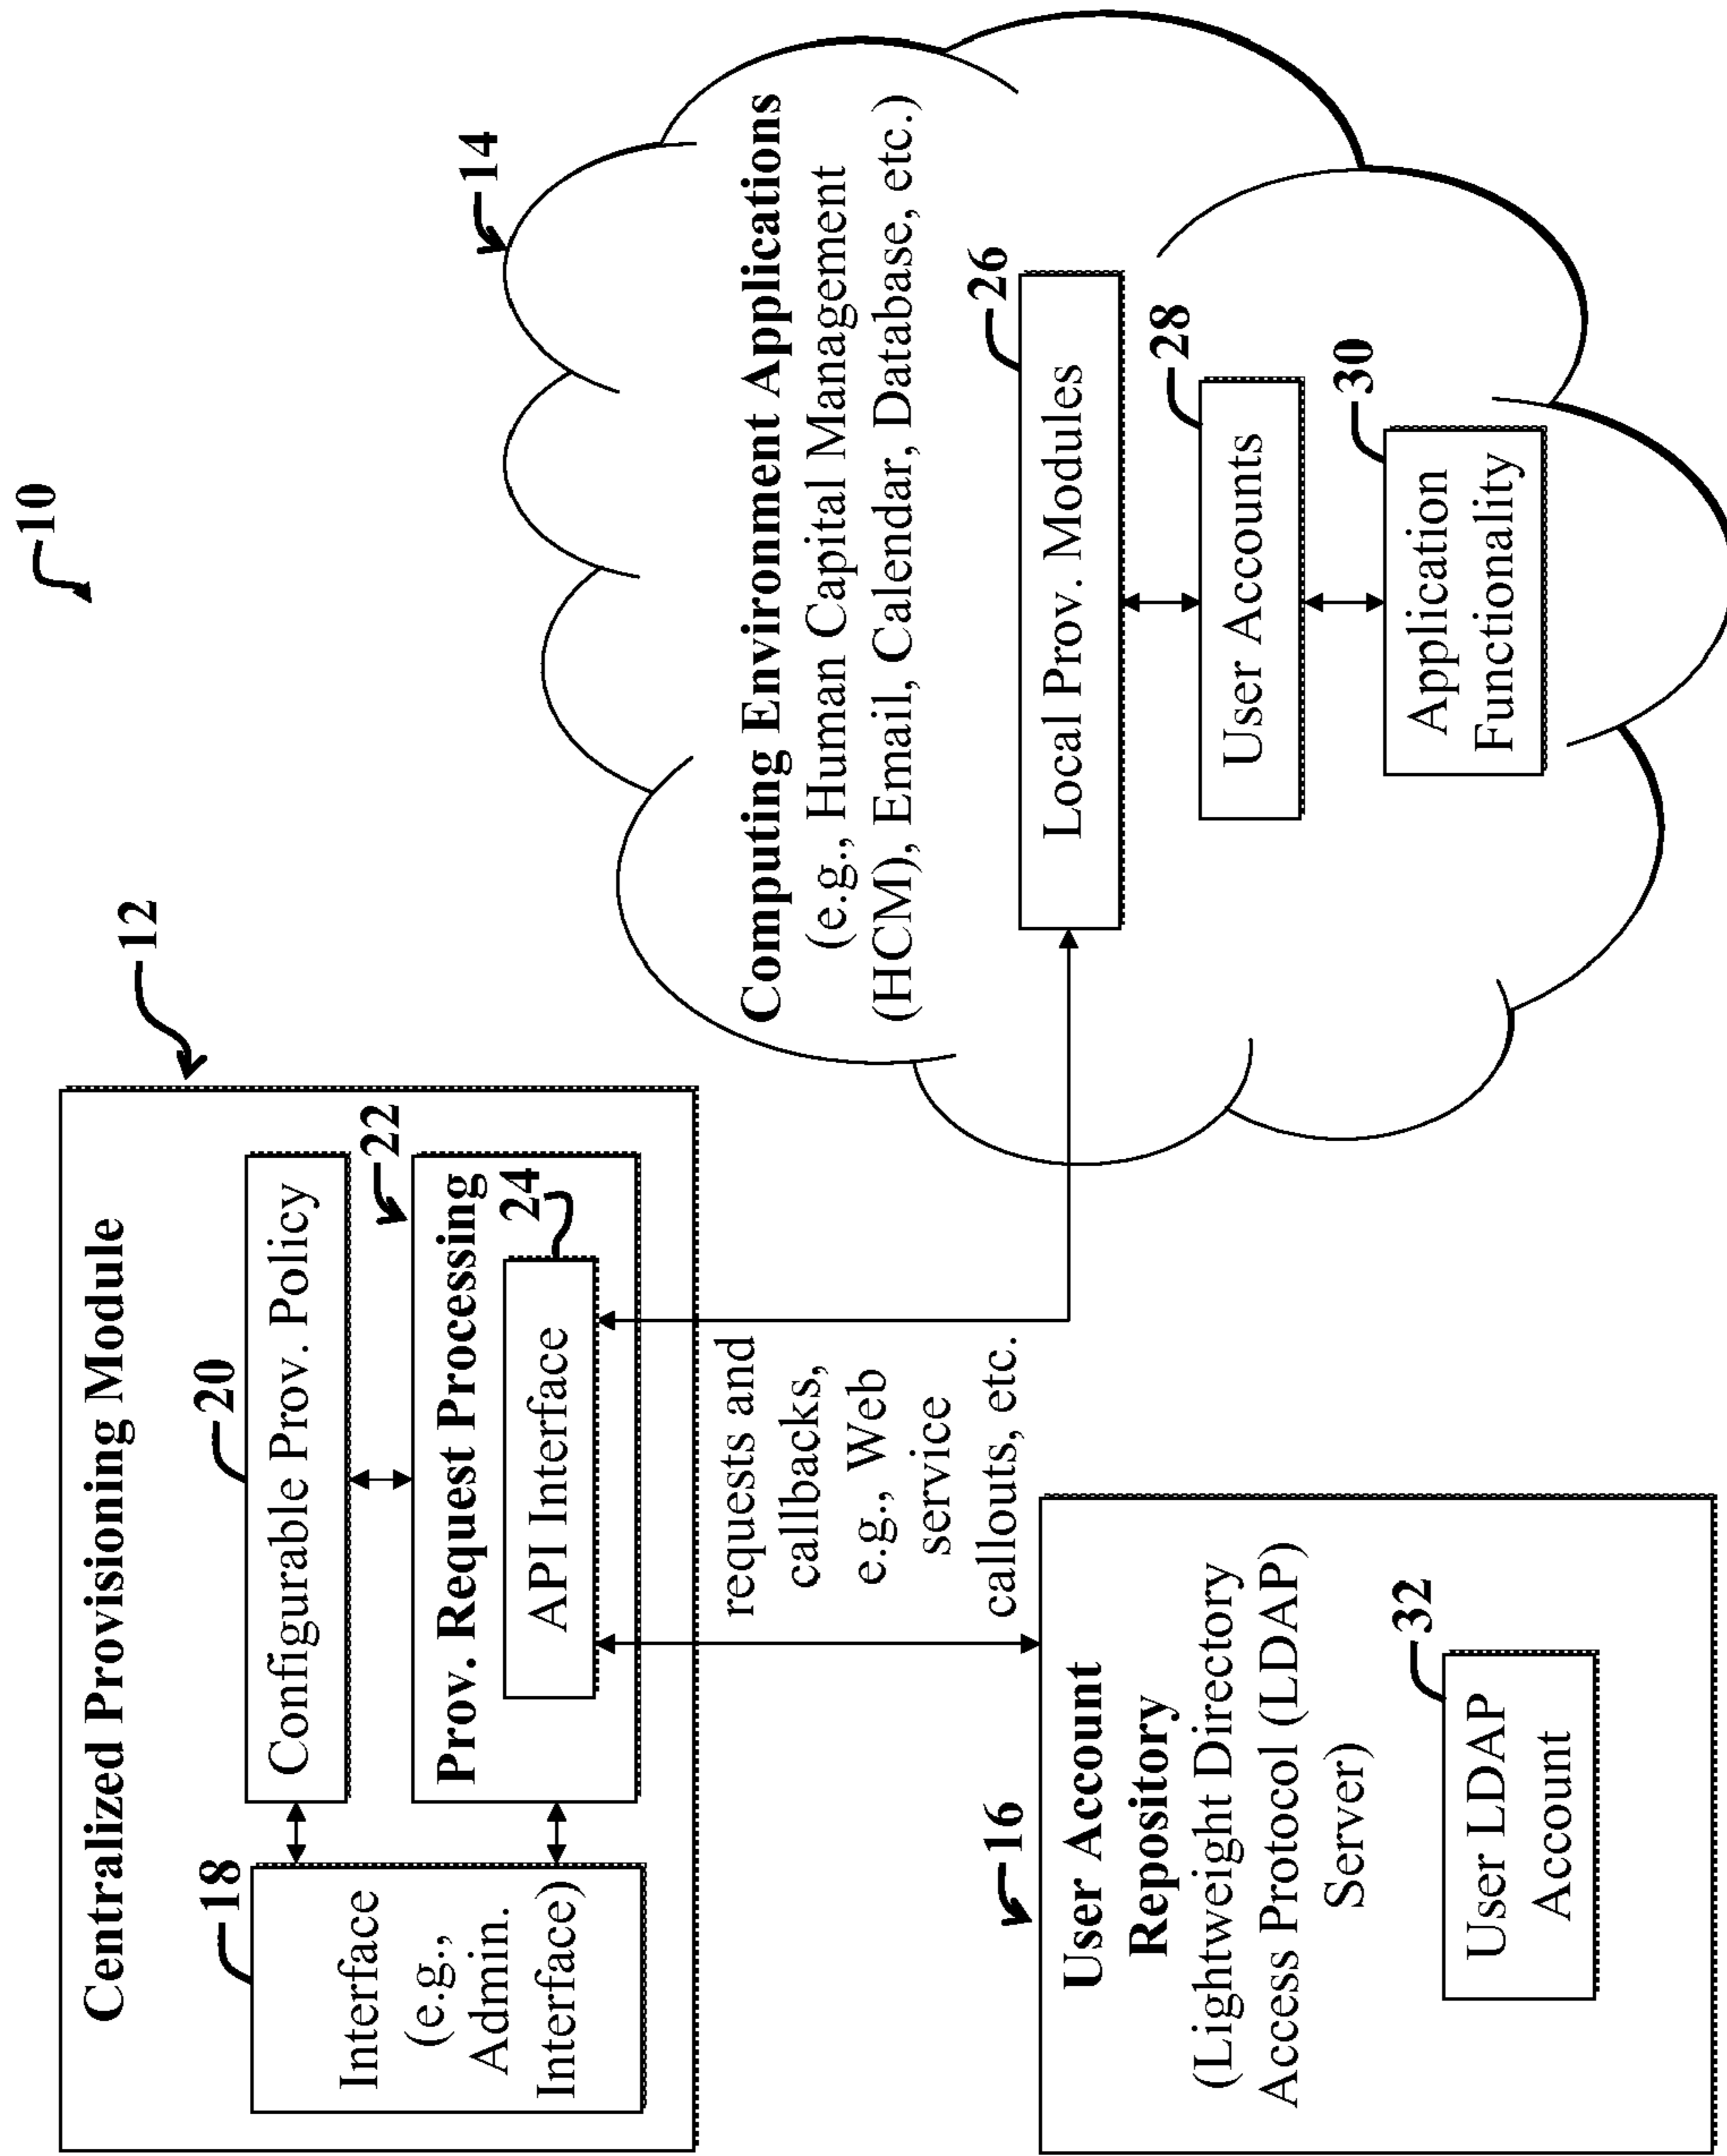 10
12
Centralized Provisioning Module
18
Interface
(e.g.,
Admin.
Interface)
20
Configurable Prov. Policy
22
Prov. Request Processing
24
API Interface
requests and
callbacks,
e.g., Web
service
callouts, etc.
16
User Account
Repository
(Lightweight Directory
Access Protocol (LDAP)
Server)
32
User LDAP
Account
14
Computing Environment Applications
(e.g., Human Capital Management
(HCM), Email, Calendar, Database, etc.)
26
Local Prov. Modules
28
User Accounts
30
Application
Functionality